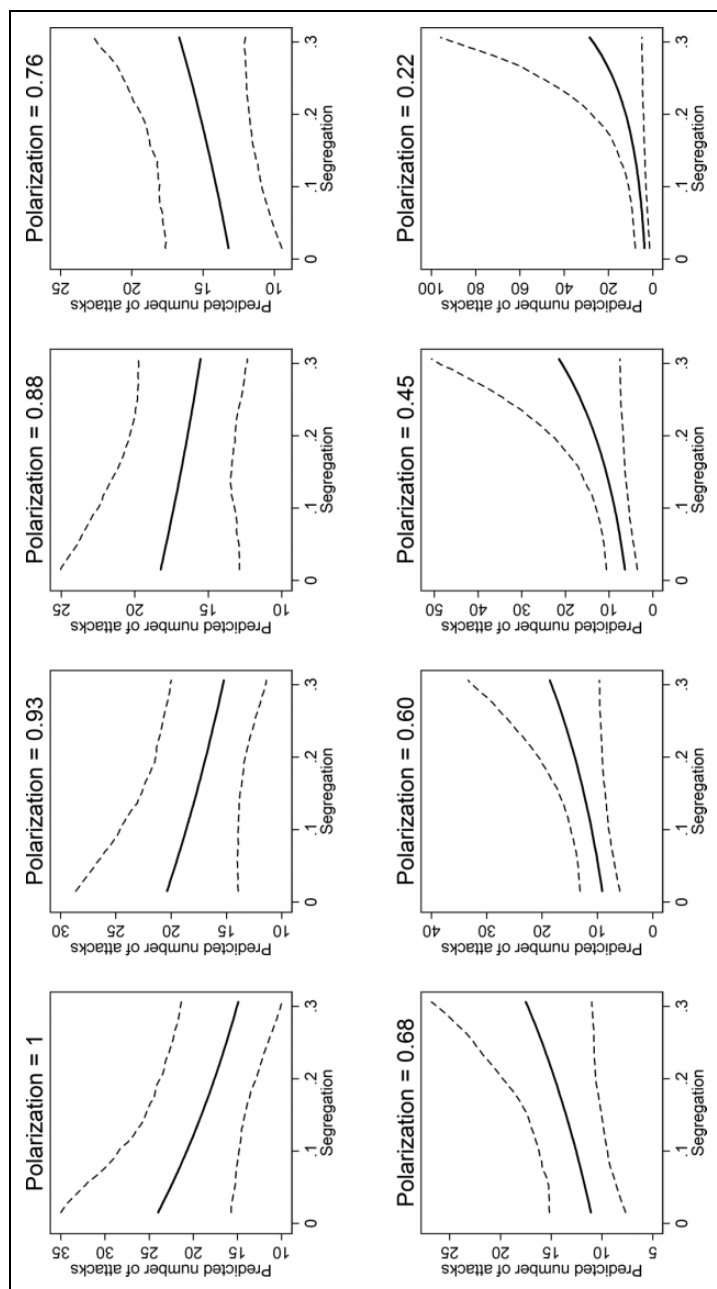 Polarization = 1
Predicted number of attacks
35
30
25
20
15
10
0 .1 .2 .3
Segregation
Polarization = 0.93
Predicted number of attacks
30
25
20
15
10
0 .1 .2 .3
Segregation
Polarization = 0.88
Predicted number of attacks
25
20
15
10
0 .1 .2 .3
Segregation
Polarization = 0.76
Predicted number of attacks
25
20
15
10
0 .1 .2 .3
Segregation
Polarization = 0.68
Predicted number of attacks
25
20
15
10
5
0 .1 .2 .3
Segregation
Polarization = 0.60
Predicted number of attacks
40
30
20
10
0
0 .1 .2 .3
Segregation
Polarization = 0.45
Predicted number of attacks
50
40
30
20
10
0
0 .1 .2 .3
Segregation
Polarization = 0.22
Predicted number of attacks
100
80
60
40
20
0
0 .1 .2 .3
Segregation